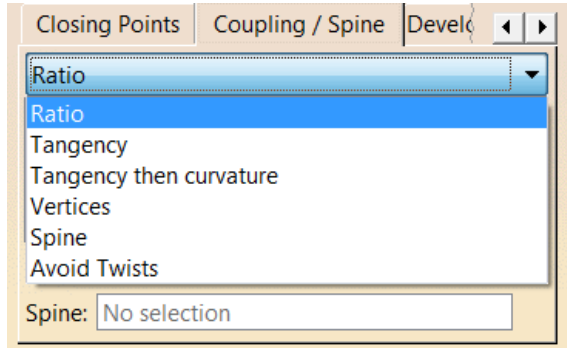 Closing Points Coupling / Spine
Ratio
Ratio
Tangency
Tangency then curvature
Vertices
Spine
Avoid Twists
Spine: No selection